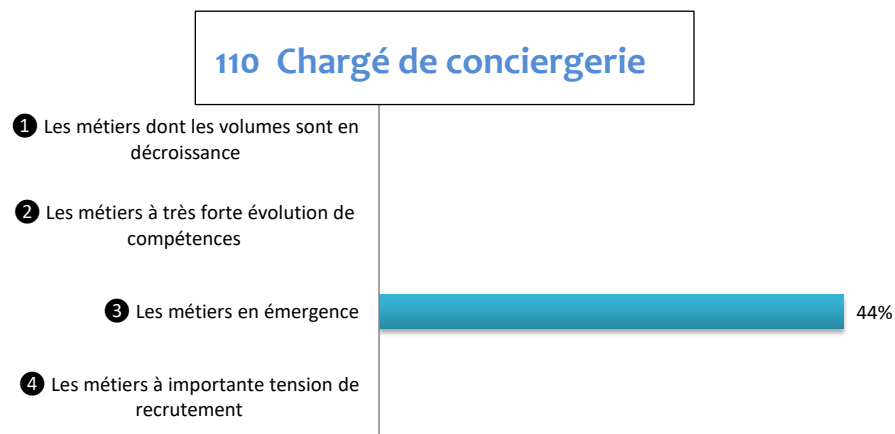 110 Chargé de conciergerie
❶ Les métiers dont les volumes sont en
décroissance
❷ Les métiers à très forte évolution de
compétences
❸ Les métiers en émergence
44%
❹ Les métiers à importante tension de
recrutement